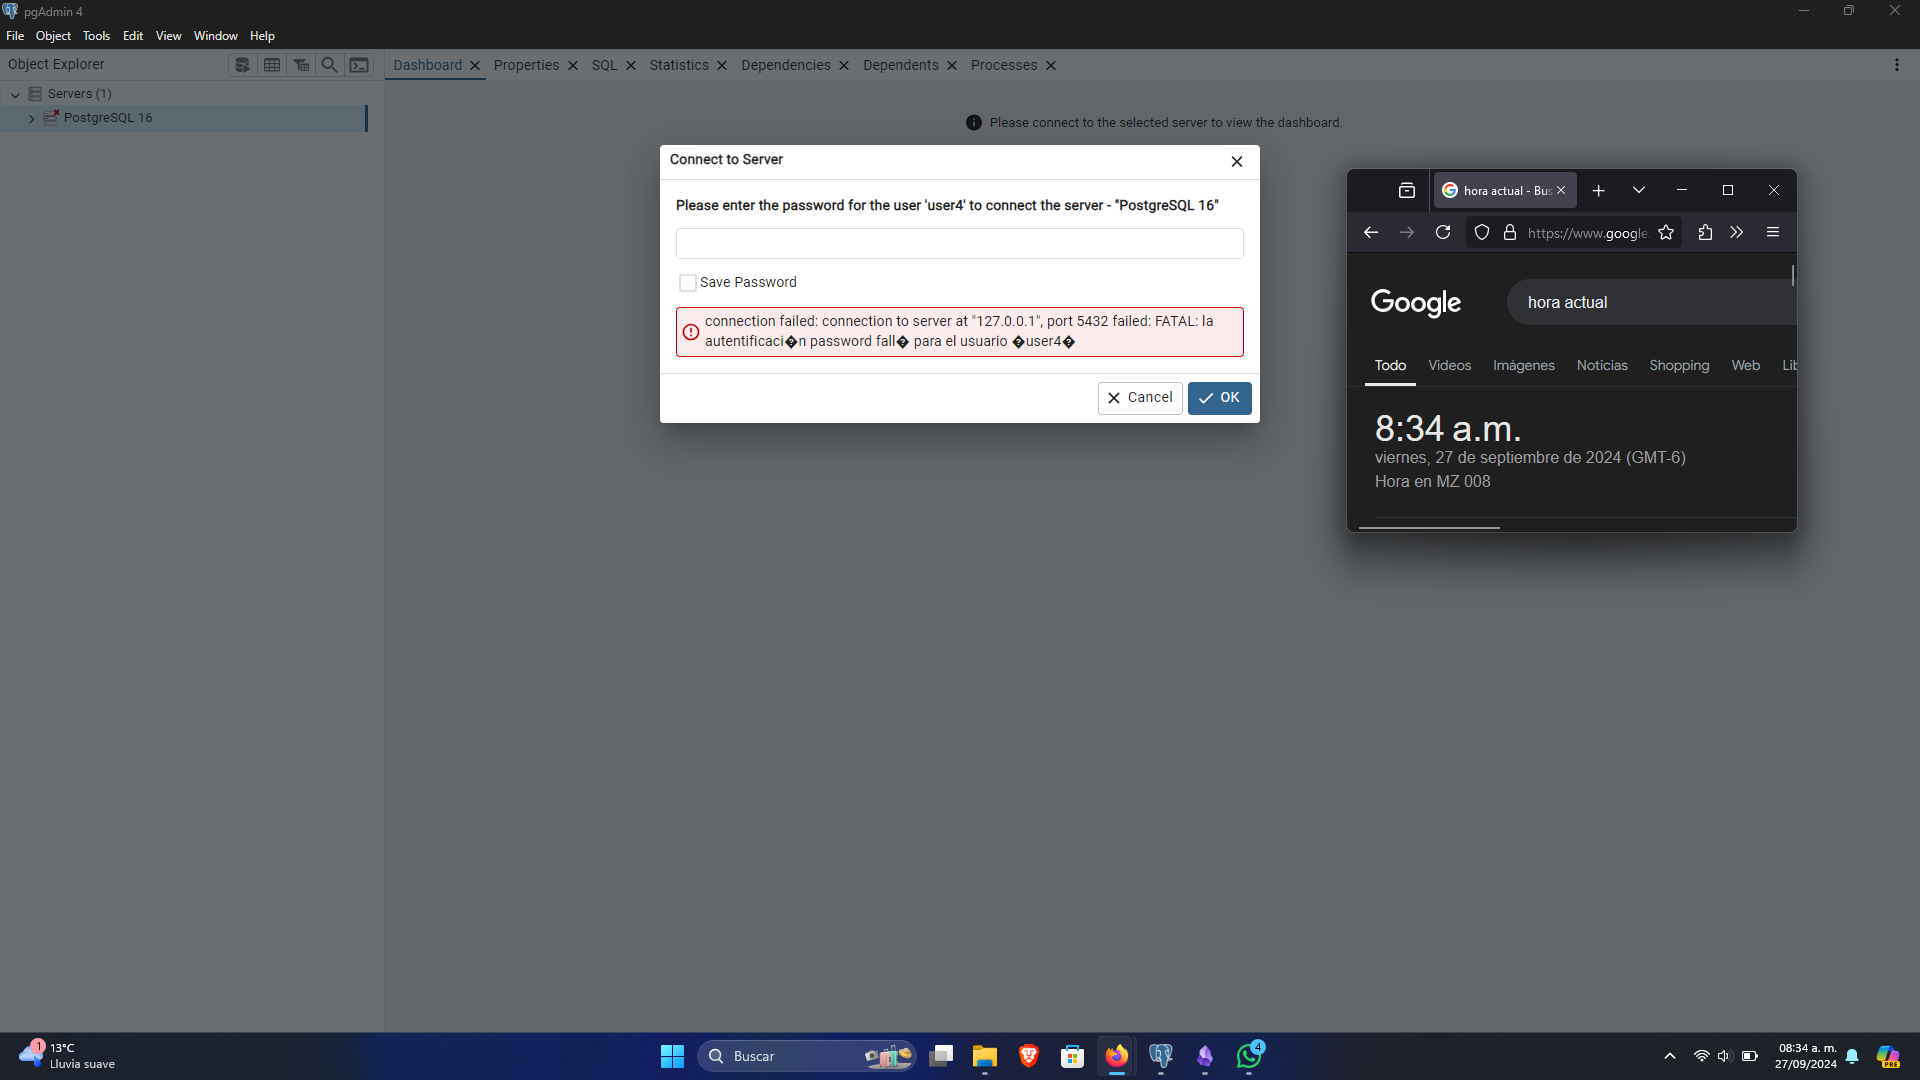 pgAdmin 4
File Object Tools Edit View Window Help
Object Explorer
Dashboard Properties SQL Statistics Dependencies Dependents Processes
Servers (1)
PostgreSQL 16
Please connect to the selected server to view the dashboard.
Connect to Server
Please enter the password for the user 'user4' to connect the server - "PostgreSQL 16"
Save Password
connection failed: connection to server at "127.0.0.1", port 5432 failed: FATAL: la
autentificaci�n password fall� para el usuario �user4�
Cancel OK
hora actual - Bus
https://www.google.
Google
hora actual
Todo Videos Imágenes Noticias Shopping Web Lib
8:34 a.m.
viernes, 27 de septiembre de 2024 (GMT-6)
Hora en MZ 008
1
13°C
Lluvia suave
Buscar
4
08:34 a. m.
27/09/2024
PRE